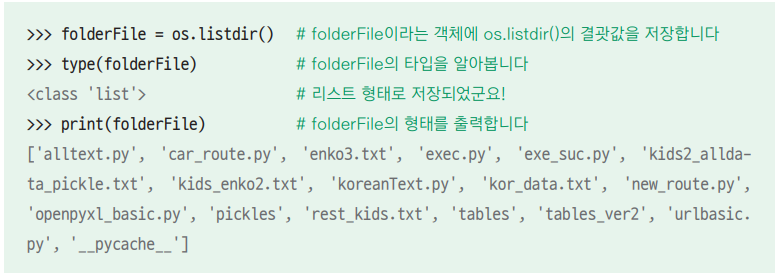 >>> folderFile = os.listdir() # folderFile이라는 객체에 os.listdir()의 결괏값을 저장합니다
>>> type(folderFile) # folderFile의 타입을 알아봅니다
<class 'list'> # 리스트 형태로 저장되었군요!
>>> print(folderFile) # folderFile의 형태를 출력합니다
['alltext.py', 'car_route.py', 'enko3.txt', 'exec.py', 'exe_suc.py', 'kids2_allda-
ta_pickle.txt', 'kids_enko2.txt', 'koreanText.py', 'kor_data.txt', 'new_route.py',
'openpyxl_basic.py', 'pickles', 'rest_kids.txt', 'tables', 'tables_ver2', 'urlbasic.
py', '__pycache__']